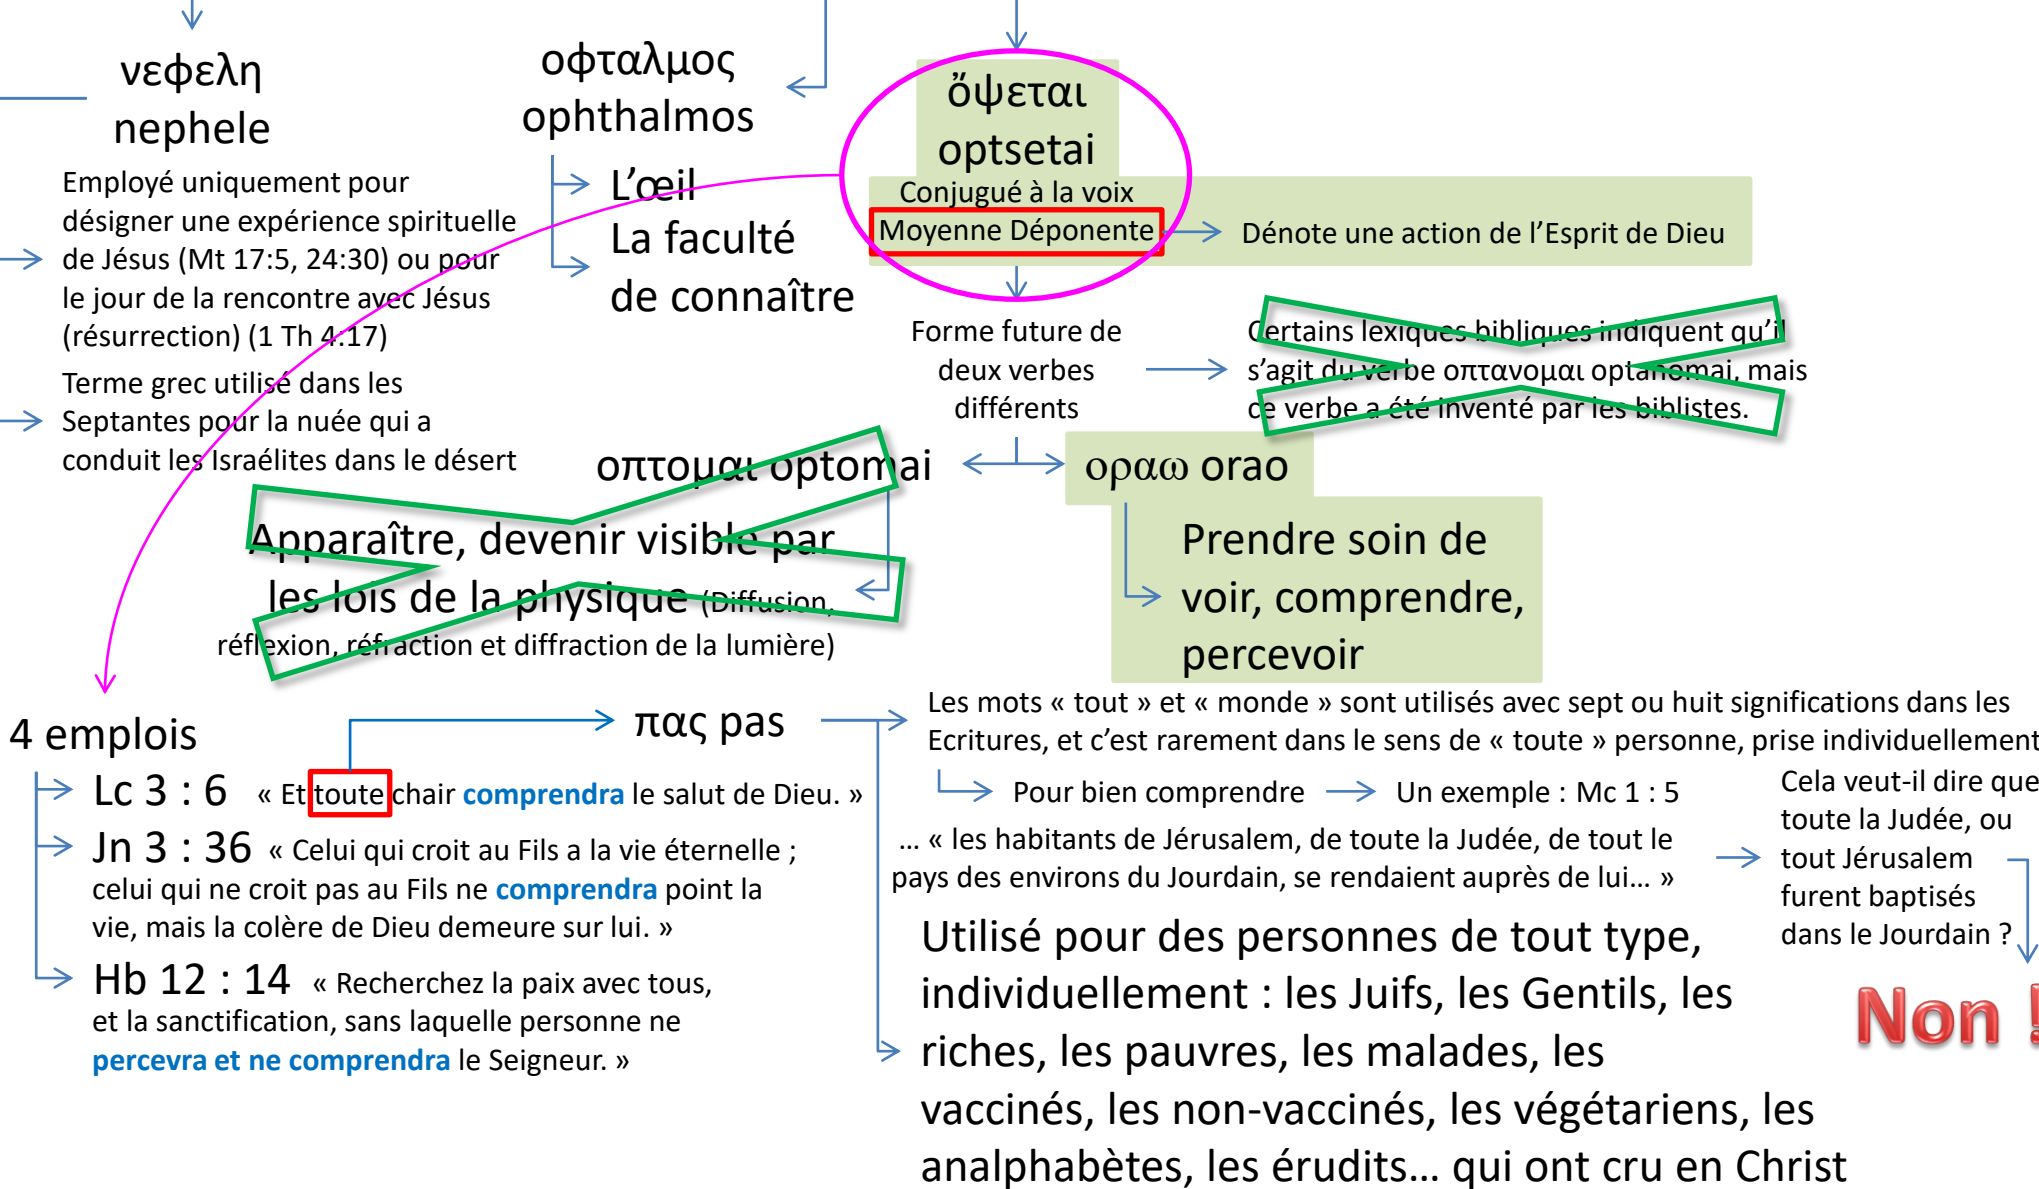 νεφελη
nephele
Employé uniquement pour
désigner une expérience spirituelle
de Jésus (Mt 17:5, 24:30) ou pour
le jour de la rencontre avec Jésus
(résurrection) (1 Th 4:17)
Terme grec utilisé dans les
Septantes pour la nuée qui a
conduit les Israélites dans le désert
οφταλμος
ophthalmos
L’œil
La faculté
de connaître
ὄψεται
optsetai
Conjugué à la voix
Moyenne Déponente
Dénote une action de l’Esprit de Dieu
Forme future de
deux verbes
différents
Certains lexiques bibliques indiquent qu’il
s’agit du verbe οπτανομαι optanomai, mais
ce verbe a été inventé par les biblistes.
οπτομαι optomai
οραω orao
Apparaître, devenir visible par
les lois de la physique (Diffusion,
réflexion, réfraction et diffraction de la lumière)
Prendre soin de
voir, comprendre,
percevoir
4 emplois
Lc 3 : 6 « Et toute chair comprendra le salut de Dieu. »
Jn 3 : 36 « Celui qui croit au Fils a la vie éternelle ;
celui qui ne croit pas au Fils ne comprendra point la
vie, mais la colère de Dieu demeure sur lui. »
Hb 12 : 14 « Recherchez la paix avec tous,
et la sanctification, sans laquelle personne ne
percevra et ne comprendra le Seigneur. »
πας pas
Les mots « tout » et « monde » sont utilisés avec sept ou huit significations dans les
Ecritures, et c’est rarement dans le sens de « toute » personne, prise individuellement
Pour bien comprendre
Un exemple : Mc 1 : 5
… « les habitants de Jérusalem, de toute la Judée, de tout le
pays des environs du Jourdain, se rendaient auprès de lui… »
Cela veut-il dire que
toute la Judée, ou
tout Jérusalem
furent baptisés
dans le Jourdain ?
Non !
Utilisé pour des personnes de tout type,
individuellement : les Juifs, les Gentils, les
riches, les pauvres, les malades, les
vaccinés, les non-vaccinés, les végétariens, les
analphabètes, les érudits… qui ont cru en Christ